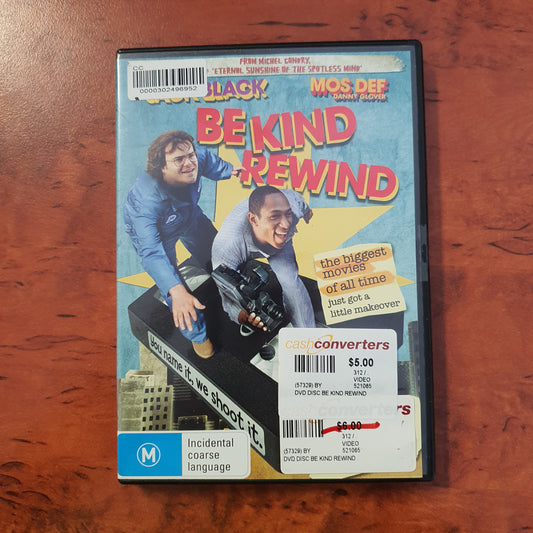 FROM MICHEL GONDRY,
"ETERNAL SUNSHINE OF THE SPOTLESS MIND"
CC
0000302496952
BLACK
MOS DEF
DANNY GLOVER
BE KIND
REWIND
the biggest
movies
of all time
just got a
little makeover
you name it, we shoot it.
cashconverters
$5.00
312 /
VIDEO
(57329) BY
521065
DVD DISC BE KIND REWIND
converters
$6.00
312 /
VIDEO
(57329) BY
521065
DVD DISC BE KIND REWIND
M
Incidental
coarse
language